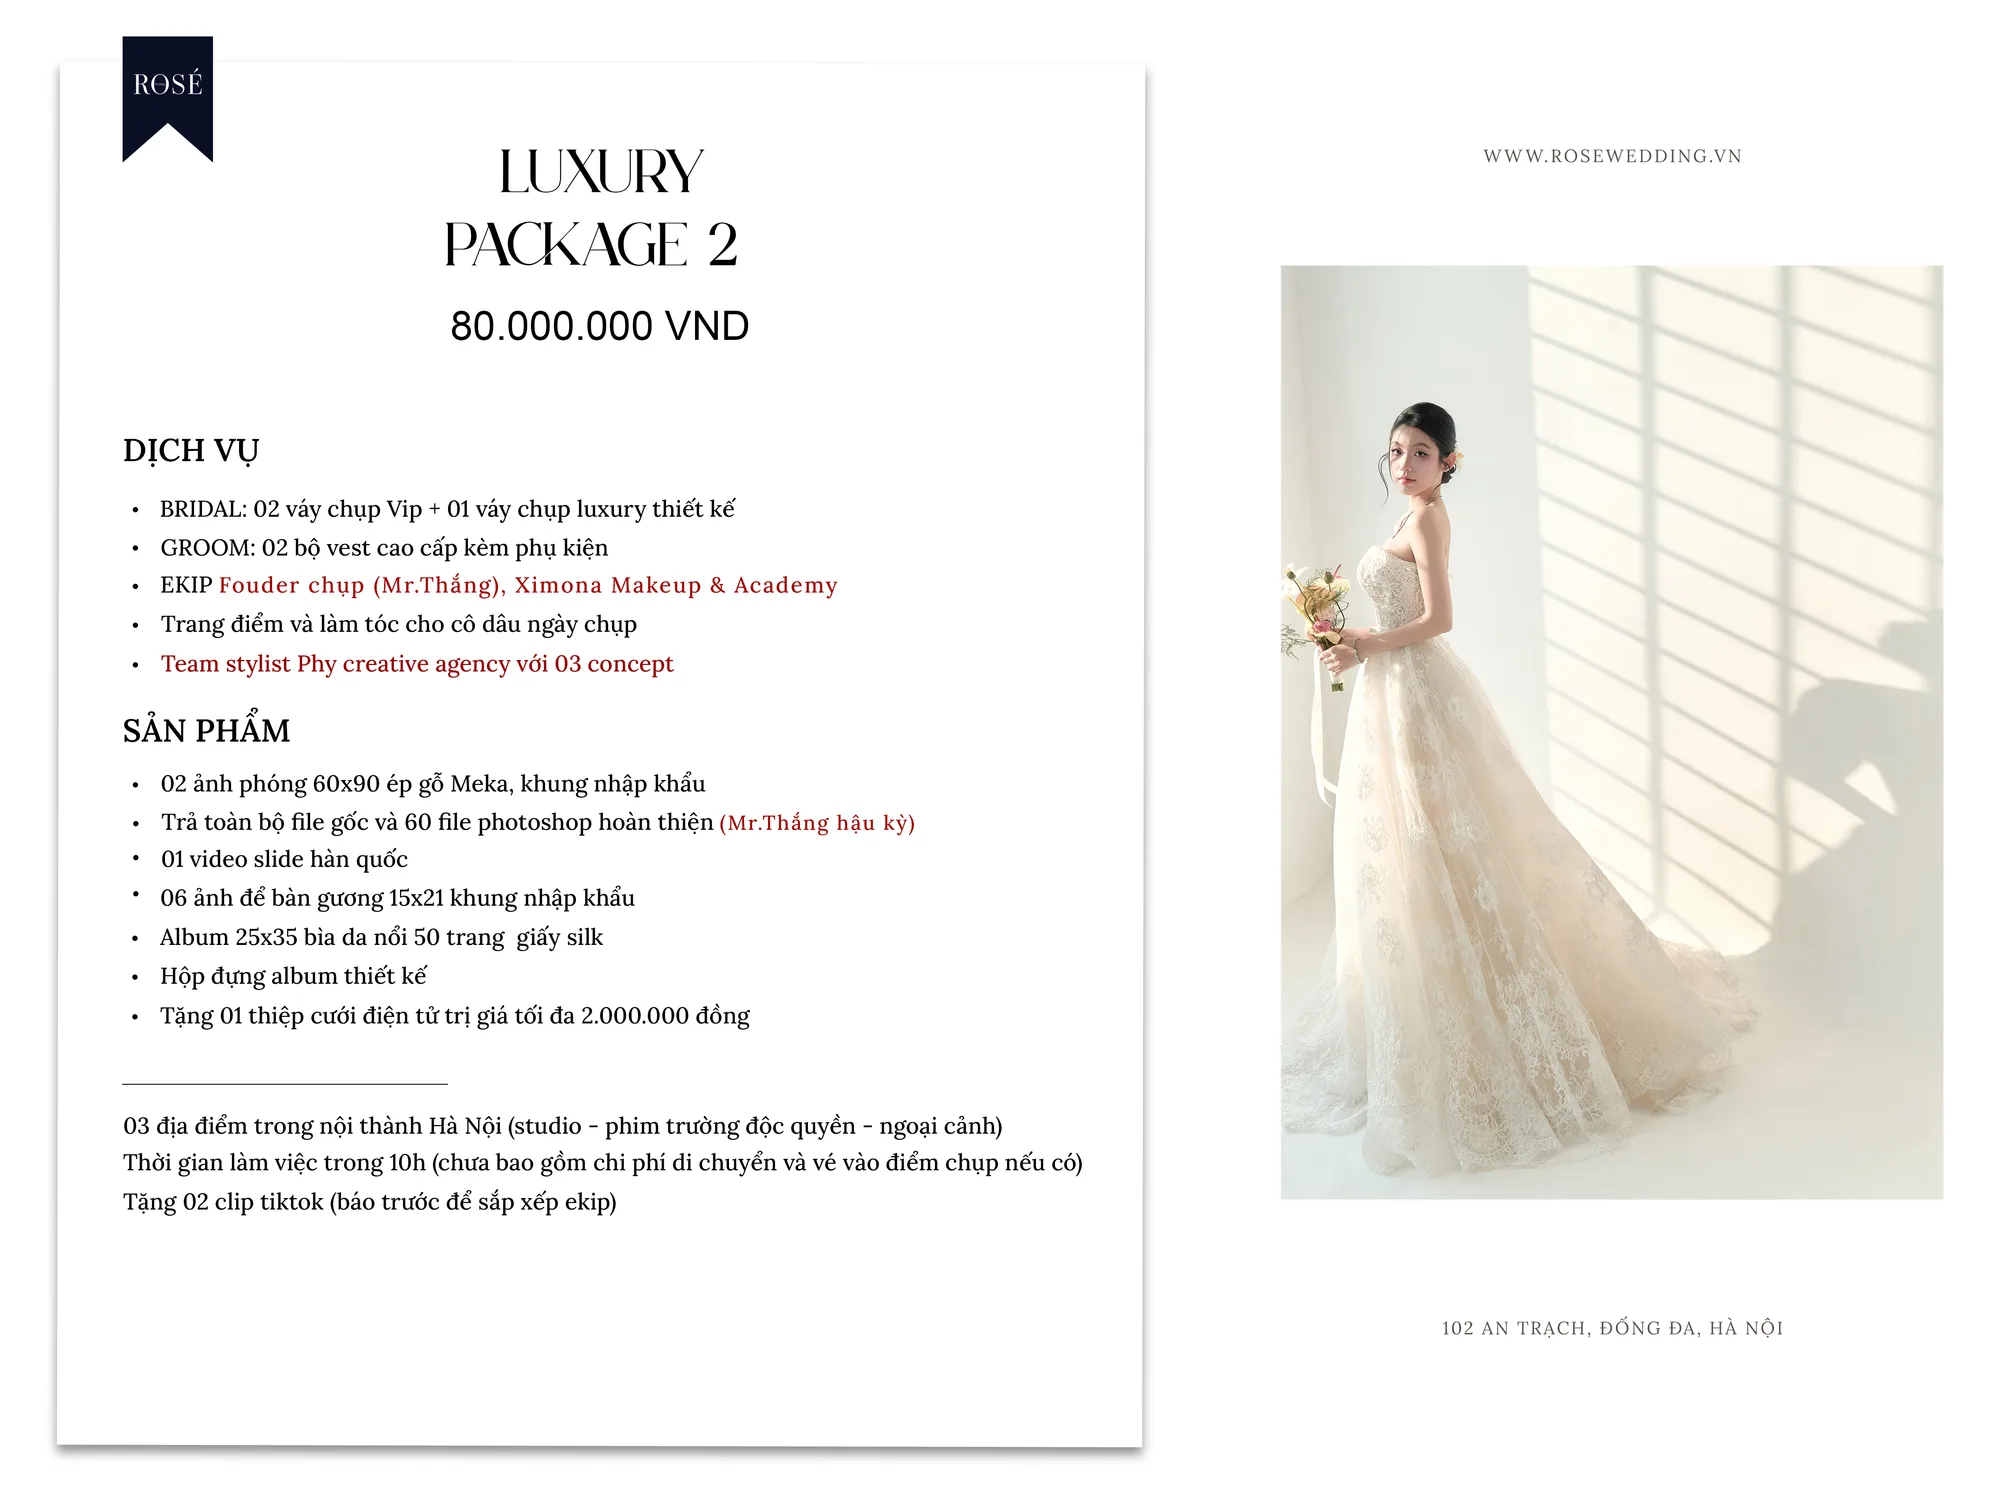 ROSÉ
LUXURY
PACKAGE 2
80.000.000 VND
DỊCH VỤ
• BRIDAL: 02 váy chụp Vip + 01 váy chụp luxury thiết kế
• GROOM: 02 bộ vest cao cấp kèm phụ kiện
• EKIP Fouder chụp (Mr.Thắng), Ximona Makeup & Academy
• Trang điểm và làm tóc cho cô dâu ngày chụp
• Team stylist Phy creative agency với 03 concept
SẢN PHẨM
• 02 ảnh phóng 60x90 ép gỗ Meka, khung nhập khẩu
• Trả toàn bộ file gốc và 60 file photoshop hoàn thiện (Mr.Thắng hậu kỳ)
• 01 video slide hàn quốc
• 06 ảnh để bàn gương 15x21 khung nhập khẩu
• Album 25x35 bìa da nổi 50 trang giấy silk
• Hộp đựng album thiết kế
• Tặng 01 thiệp cưới điện tử trị giá tối đa 2.000.000 đồng
03 địa điểm trong nội thành Hà Nội (studio - phim trường độc quyền - ngoại cảnh)
Thời gian làm việc trong 10h (chưa bao gồm chi phí di chuyển và vé vào điểm chụp nếu có)
Tặng 02 clip tiktok (báo trước để sắp xếp ekip)
WWW.ROSEWEDDING.VN
102 AN TRẠCH, ĐỐNG ĐA, HÀ NỘI